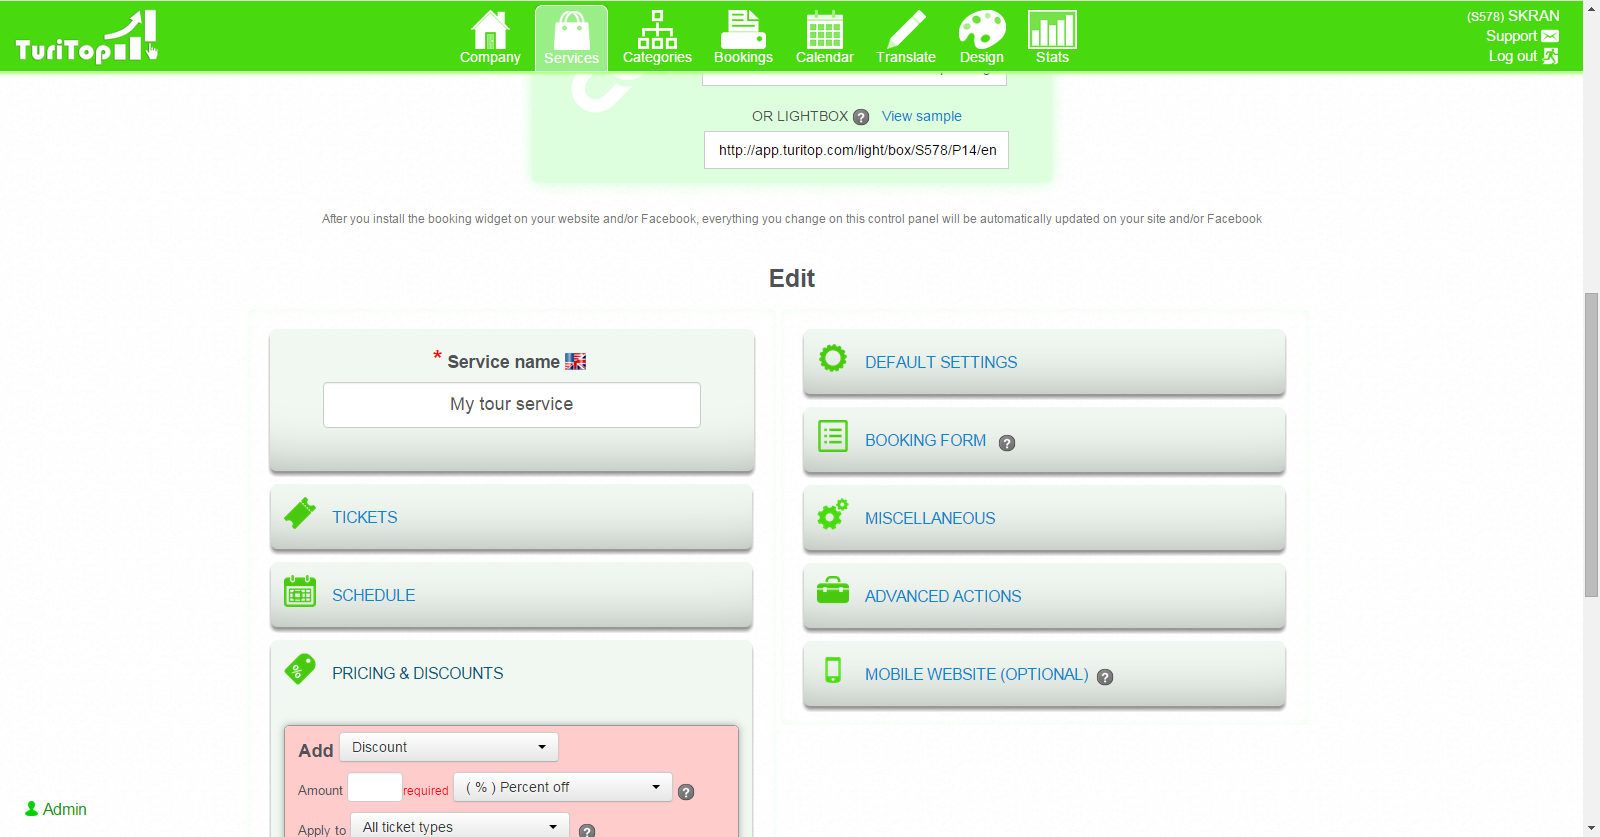 TuriTop
Company
Services
Categories
Bookings
Calendar
Translate
Design
Stats
(S578) SKRAN
Support
Log out
OR LIGHTBOX ? View sample
http://app.turitop.com/light/box/S578/P14/en
After you install the booking widget on your website and/or Facebook, everything you change on this control panel will be automatically updated on your site and/or Facebook
Edit
* Service name
My tour service
TICKETS
SCHEDULE
PRICING & DISCOUNTS
%
Add Discount
Amount required ( % ) Percent off ?
Apply to All ticket types ?
DEFAULT SETTINGS
BOOKING FORM ?
MISCELLANEOUS
ADVANCED ACTIONS
MOBILE WEBSITE (OPTIONAL) ?
Admin